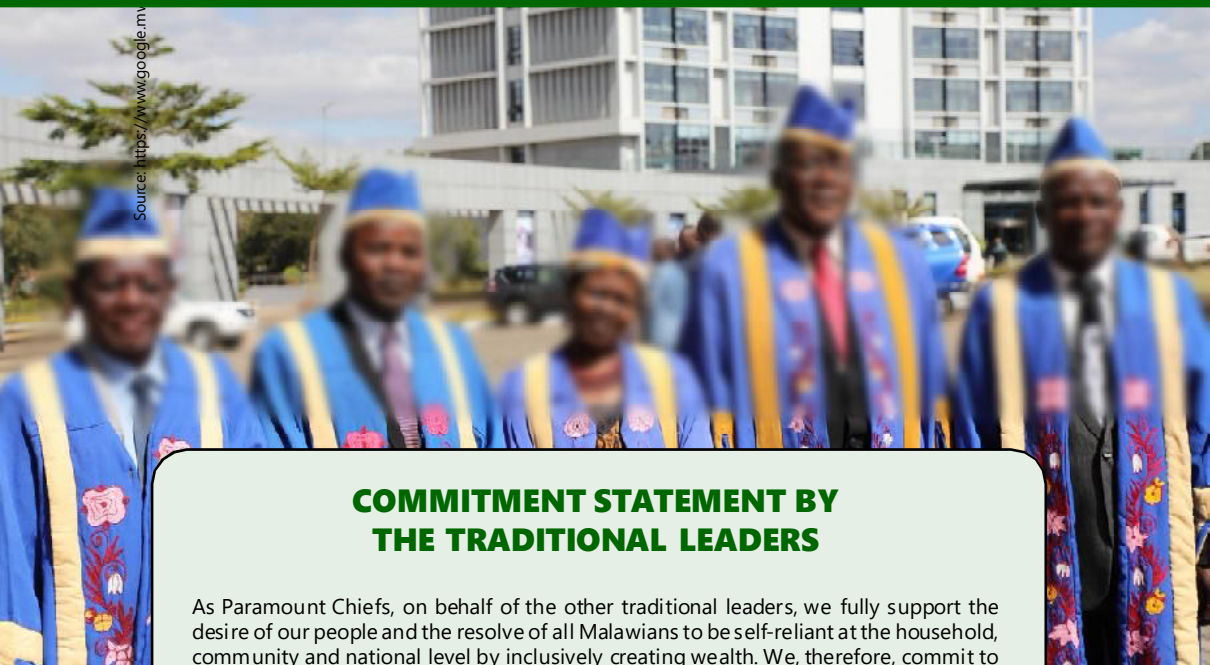 Source: https://www.google.mw
COMMITMENT STATEMENT BY
THE TRADITIONAL LEADERS
As Paramount Chiefs, on behalf of the other traditional leaders, we fully support the
desire of our people and the resolve of all Malawians to be self-reliant at the household,
community and national level by inclusively creating wealth. We, therefore, commit to